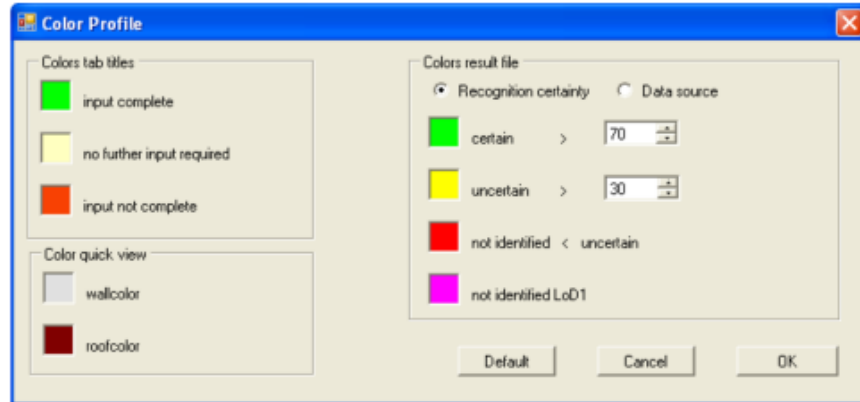 Color Profile
Colors tab titles
input complete
no further input required
input not complete
Color quick view
wallcolor
roofcolor
Colors result file
Recognition certainty Data source
certain > 70
uncertain > 30
not identified < uncertain
not identified LoD1
Default Cancel OK